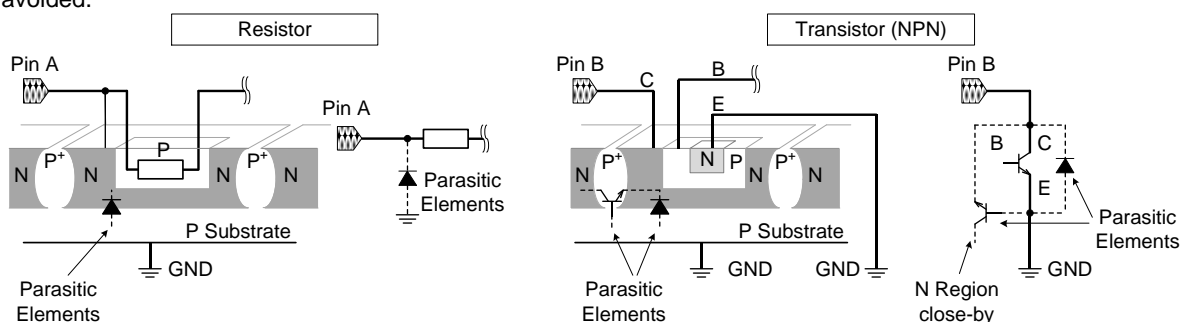 avoided.
Resistor
Transistor (NPN)
Pin A
Pin A
N
P+
N
P
N
P+
N
Parasitic
Elements
P Substrate
GND
Parasitic
Elements
Pin B
C
B
E
N
P+
N
N
P
N
P+
N
P Substrate
GND
GND
Parasitic
Elements
Pin B
B
C
E
Parasitic
Elements
GND
N Region
close-by